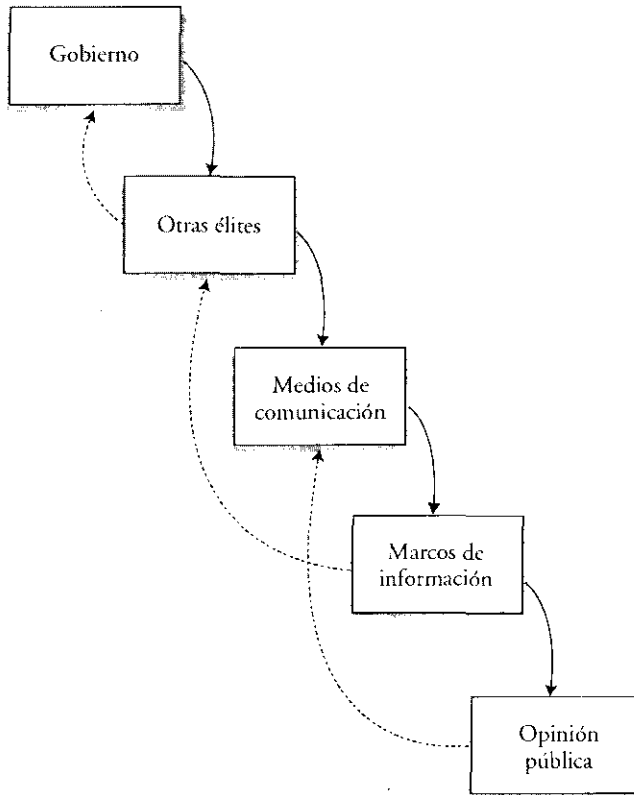 Gobierno
Otras élites
Medios de
comunicación
Marcos de
información
Opinión
pública